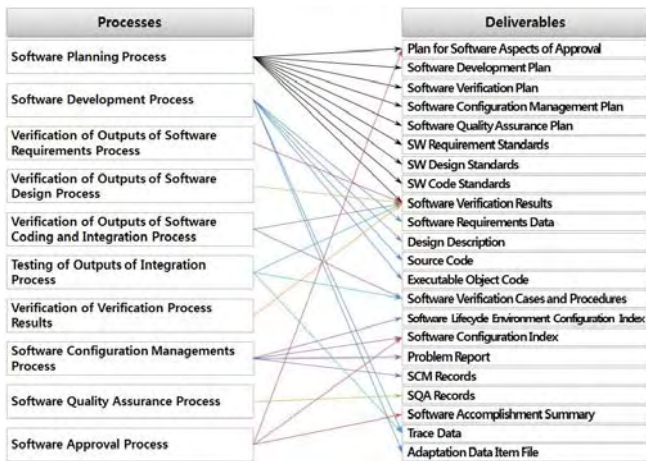 Processes
Software Planning Process
Software Development Process
Verification of Outputs of Software
Requirements Process
Verification of Outputs of Software
Design Process
Verification of Outputs of Software
Coding and Integration Process
Testing of Outputs of Integration
Process
Verification of Verification Process
Results
Software Configuration Managements
Process
Software Quality Assurance Process
Software Approval Process
Deliverables
Plan for Software Aspects of Approval
Software Development Plan
Software Verification Plan
Software Configuration Management Plan
Software Quality Assurance Plan
SW Requirement Standards
SW Design Standards
SW Code Standards
Software Verification Results
Software Requirements Data
Design Description
Source Code
Executable Object Code
Software Verification Cases and Procedures
Software Lifecycle Environment Configuration Index
Software Configuration Index
Problem Report
SCM Records
SQA Records
Software Accomplishment Summary
Trace Data
Adaptation Data Item File